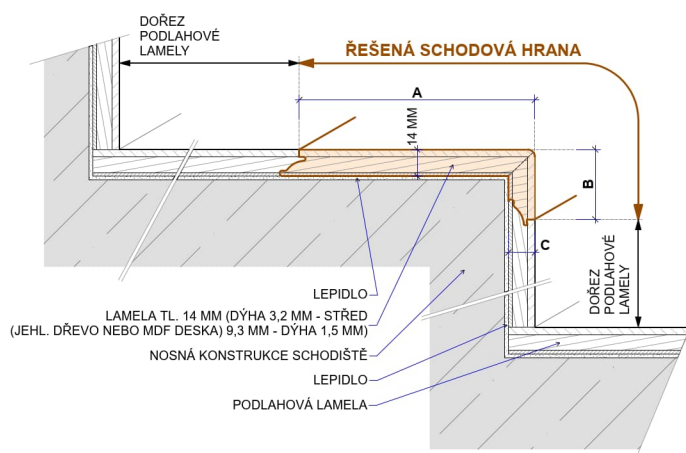 DOŘEZ
PODLAHOVÉ
LAMELY
ŘEŠENÁ SCHODOVÁ HRANA
A
14 MM
B
C
DOŘEZ
PODLAHOVÉ
LAMELY
LEPIDLO
LAMELA TL. 14 MM (DÝHA 3,2 MM - STŘED
(JEHL. DŘEVO NEBO MDF DESKA) 9,3 MM - DÝHA 1,5 MM)
NOSNÁ KONSTRUKCE SCHODIŠTĚ
LEPIDLO
PODLAHOVÁ LAMELA